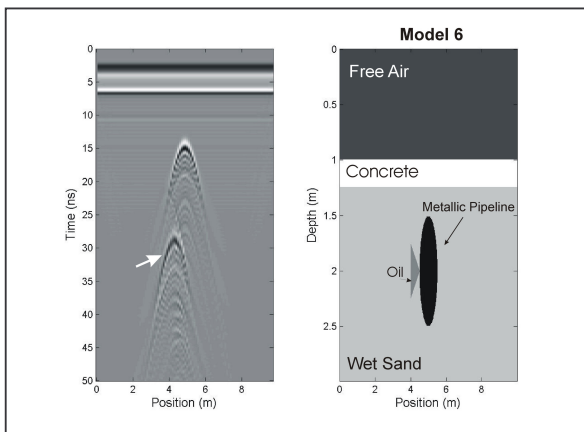 0
5
10
15
20
25
30
35
40
45
50
Time (ns)
0 2 4 6 8
Position (m)
Model 6
0
0.5
1
1.5
2
2.5
Depth (m)
Free Air
Concrete
Metallic Pipeline
Oil
Wet Sand
0 2 4 6 8
Position (m)